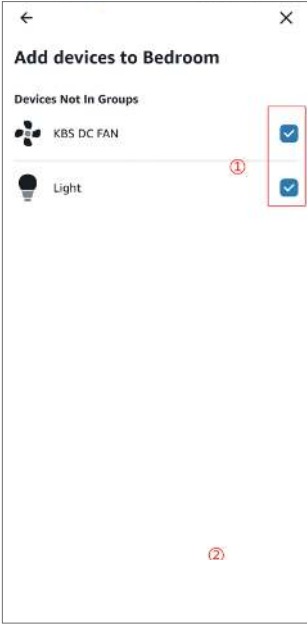 Add devices to Bedroom
Devices Not In Groups
KBS DC FAN
①
Light
②